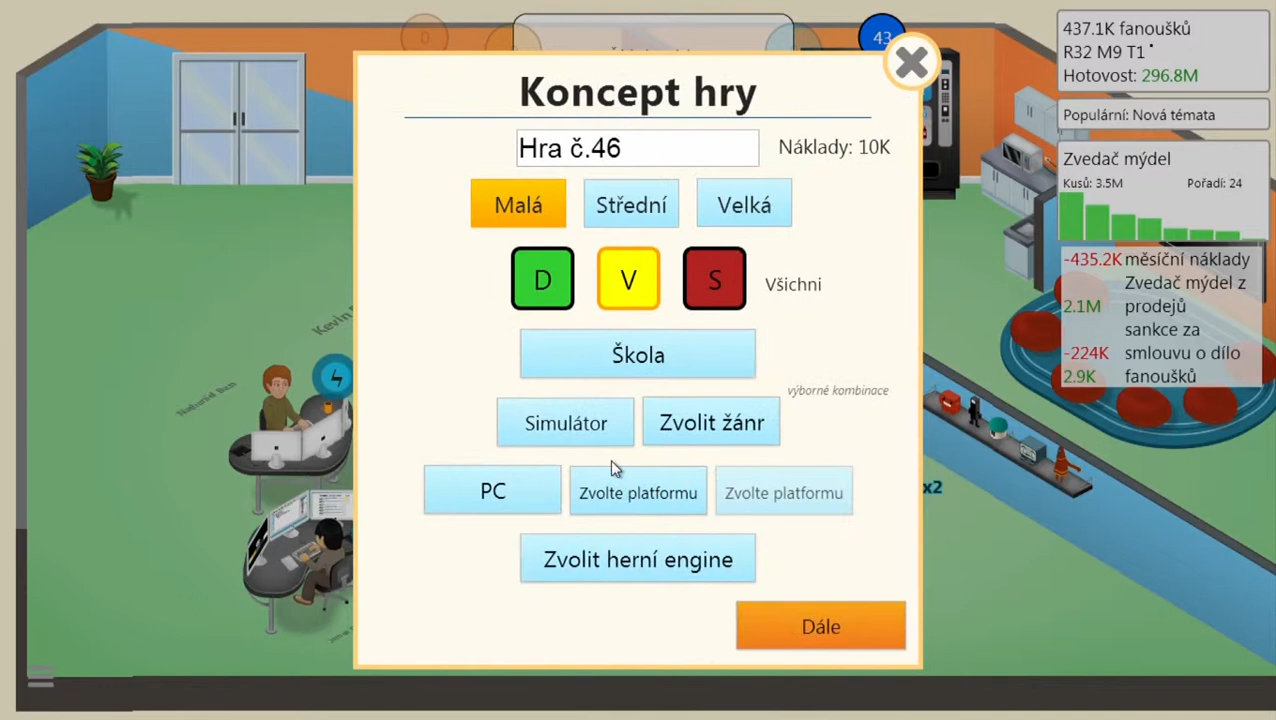 0
43
437.1K fanoušků
R32 M9 T1
Hotovost: 296.8M
Populární: Nová témata
Zvedač mýdel
Kusů: 3.5M Pořadí: 24
-435.2K měsíční náklady
Zvedač mýdel z
2.1M prodejů
sankce za
-224K smlouvu o dílo
2.9K fanoušků
Koncept hry
Hra č.46 Náklady: 10K
Malá Střední Velká
D V S Všichni
Škola
výborné kombinace
Simulátor Zvolit žánr
PC Zvolte platformu Zvolte platformu
Zvolit herní engine
Dále
Kevin
x2